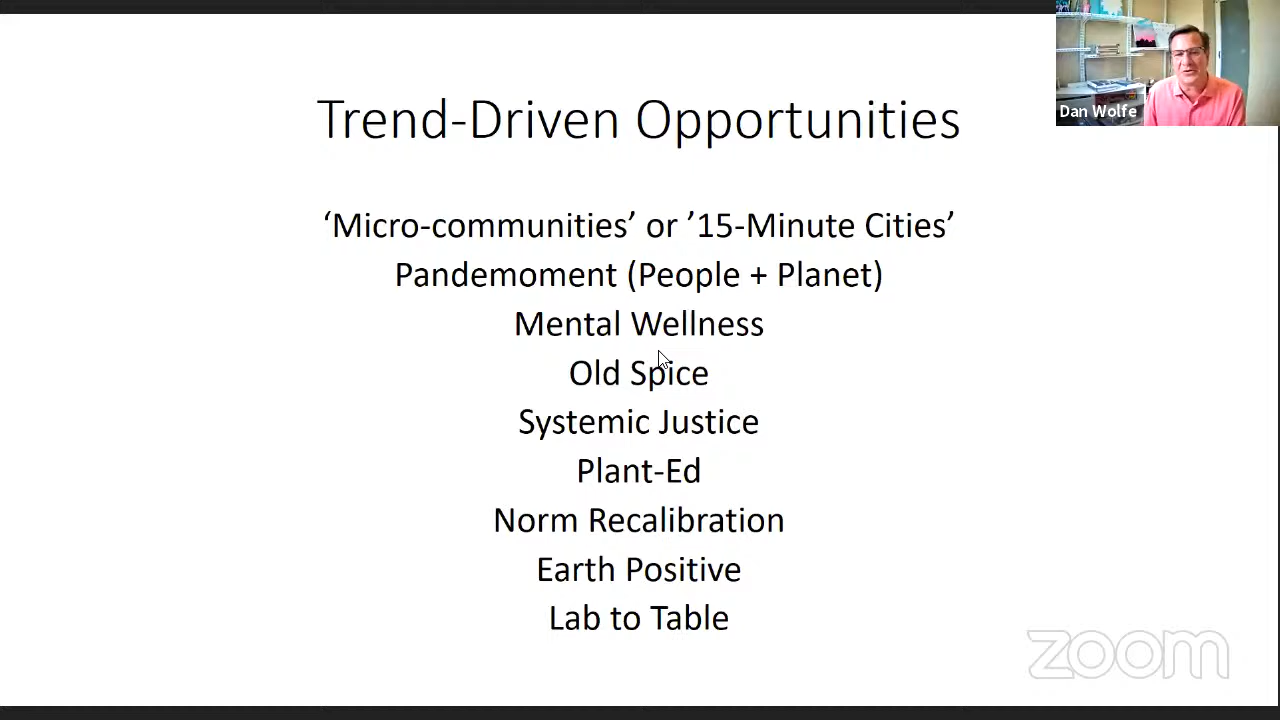 Dan Wolfe
Trend-Driven Opportunities
‘Micro-communities’ or ’15-Minute Cities’
Pandemoment (People + Planet)
Mental Wellness
Old Spice
Systemic Justice
Plant-Ed
Norm Recalibration
Earth Positive
Lab to Table
zoom